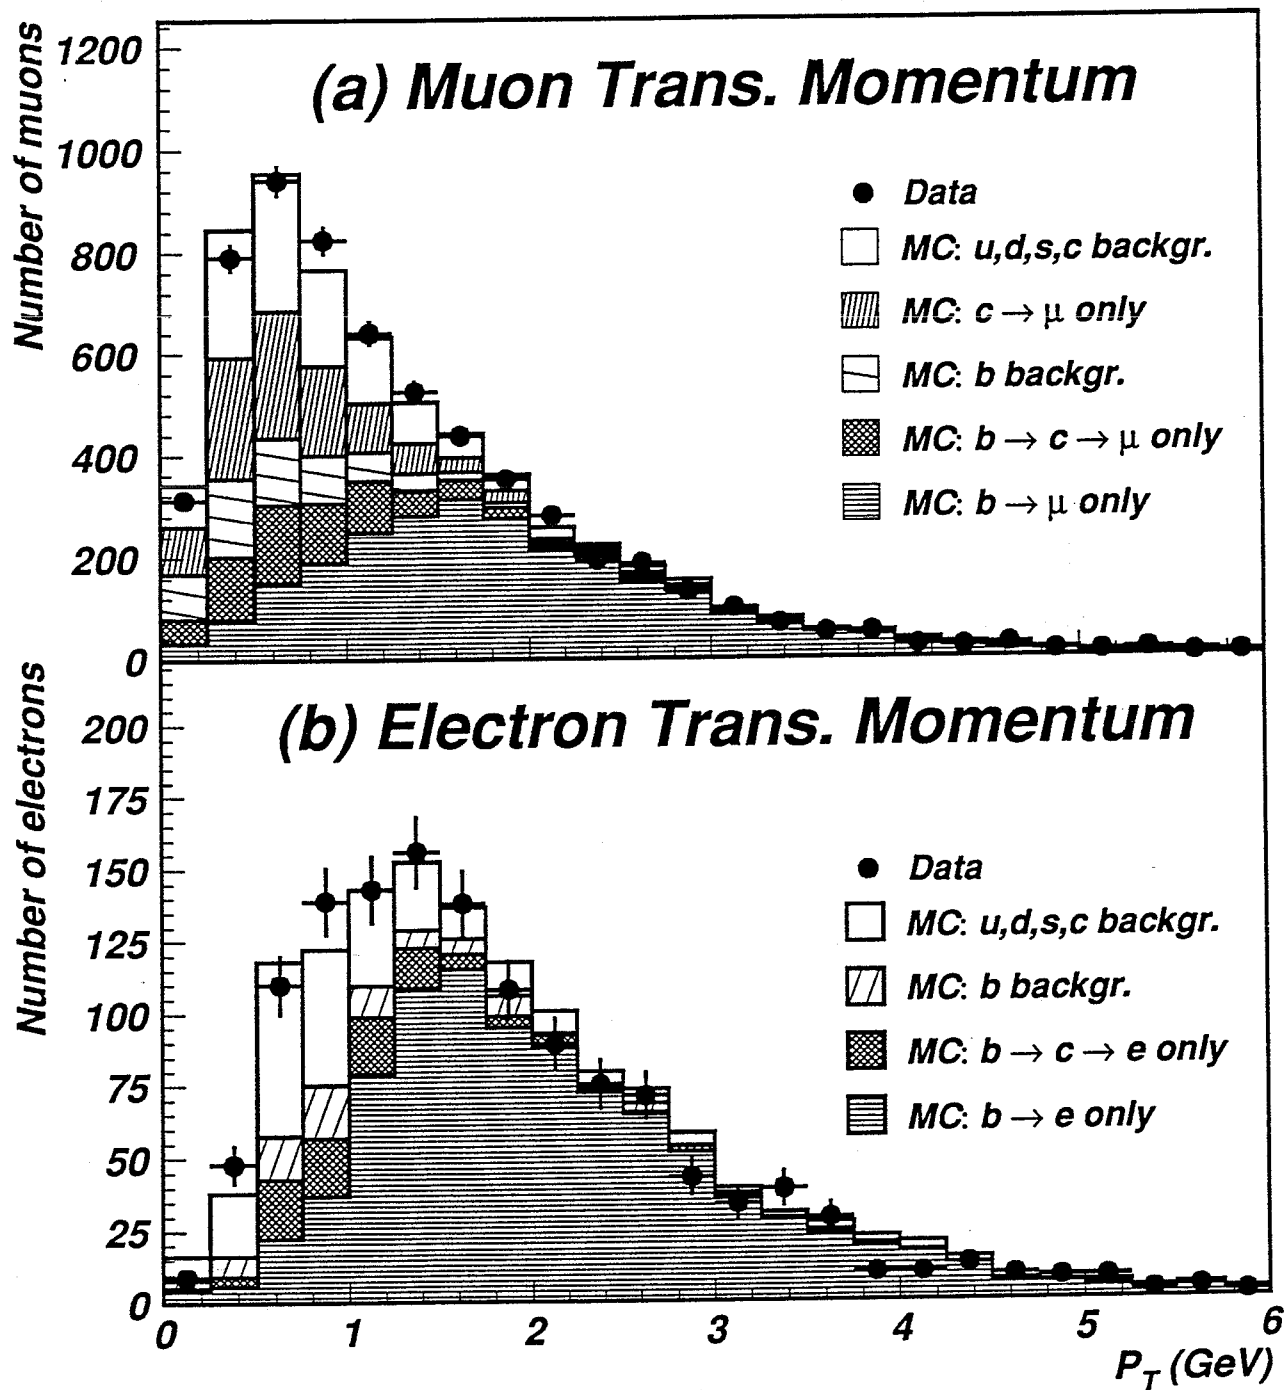 (a) Muon Trans. Momentum
Number of muons
1200
1000
800
600
400
200
0
Data
MC: u,d,s,c backgr.
MC: c → μ only
MC: b backgr.
MC: b → c → μ only
MC: b → μ only
(b) Electron Trans. Momentum
Number of electrons
200
175
150
125
100
75
50
25
0
Data
MC: u,d,s,c backgr.
MC: b backgr.
MC: b → c → e only
MC: b → e only
0 1 2 3 4 5 6
P_T (GeV)